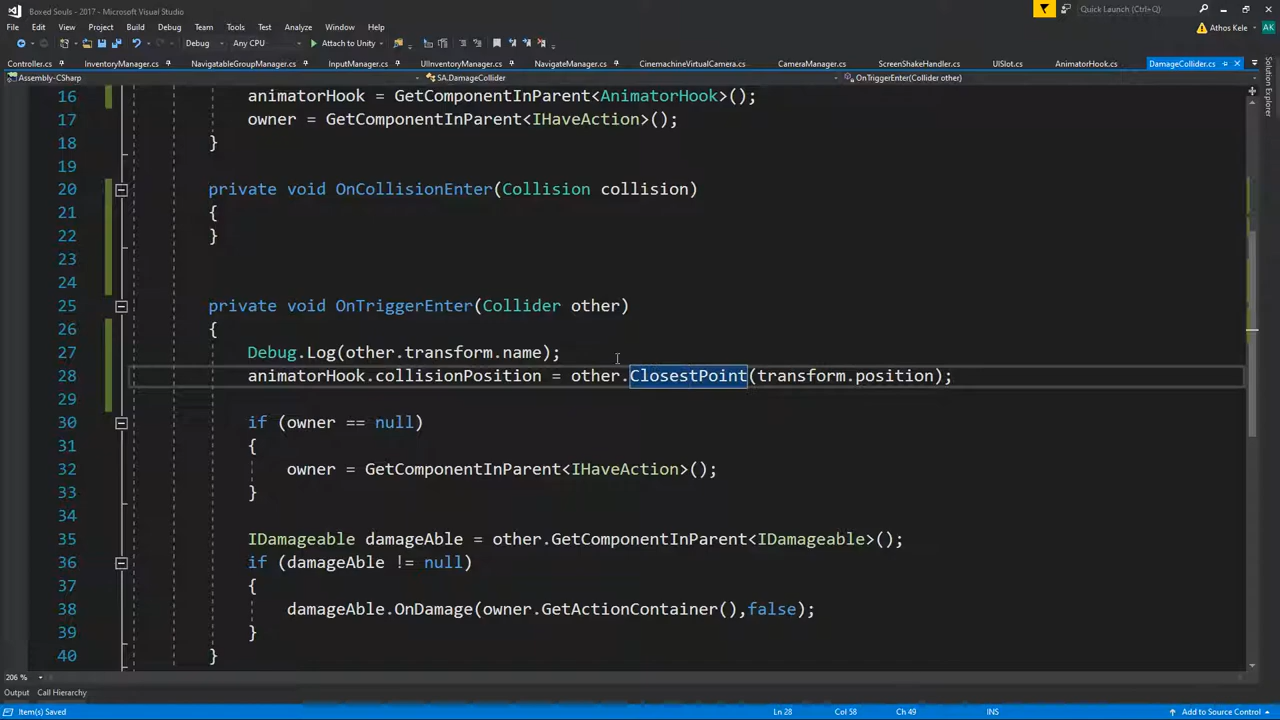 Boxed Souls - 2017 - Microsoft Visual Studio
Quick Launch (Ctrl+Q)
File Edit View Project Build Debug Team Tools Test Analyze Window Help
Athos Kele AK
Debug Any CPU Attach to Unity
Controller.cs InventoryManager.cs NavigatableGroupManager.cs InputManager.cs UIInventoryManager.cs NavigateManager.cs CinemachineVirtualCamera.cs CameraManager.cs ScreenShakeHandler.cs UISlot.cs AnimatorHook.cs DamageCollider.cs
Assembly-CSharp SA.DamageCollider OnTriggerEnter(Collider other)
Solution Explorer
16 animatorHook = GetComponentInParent<AnimatorHook>();
17 owner = GetComponentInParent<IHaveAction>();
18 }
19
20 private void OnCollisionEnter(Collision collision)
21 {
22 }
23
24
25 private void OnTriggerEnter(Collider other)
26 {
27 Debug.Log(other.transform.name);
28 animatorHook.collisionPosition = other.ClosestPoint(transform.position);
29
30 if (owner == null)
31 {
32 owner = GetComponentInParent<IHaveAction>();
33 }
34
35 IDamageable damageAble = other.GetComponentInParent<IDamageable>();
36 if (damageAble != null)
37 {
38 damageAble.OnDamage(owner.GetActionContainer(),false);
39 }
40 }
206 %
Output Call Hierarchy
Item(s) Saved Ln 28 Col 58 Ch 49 INS Add to Source Control